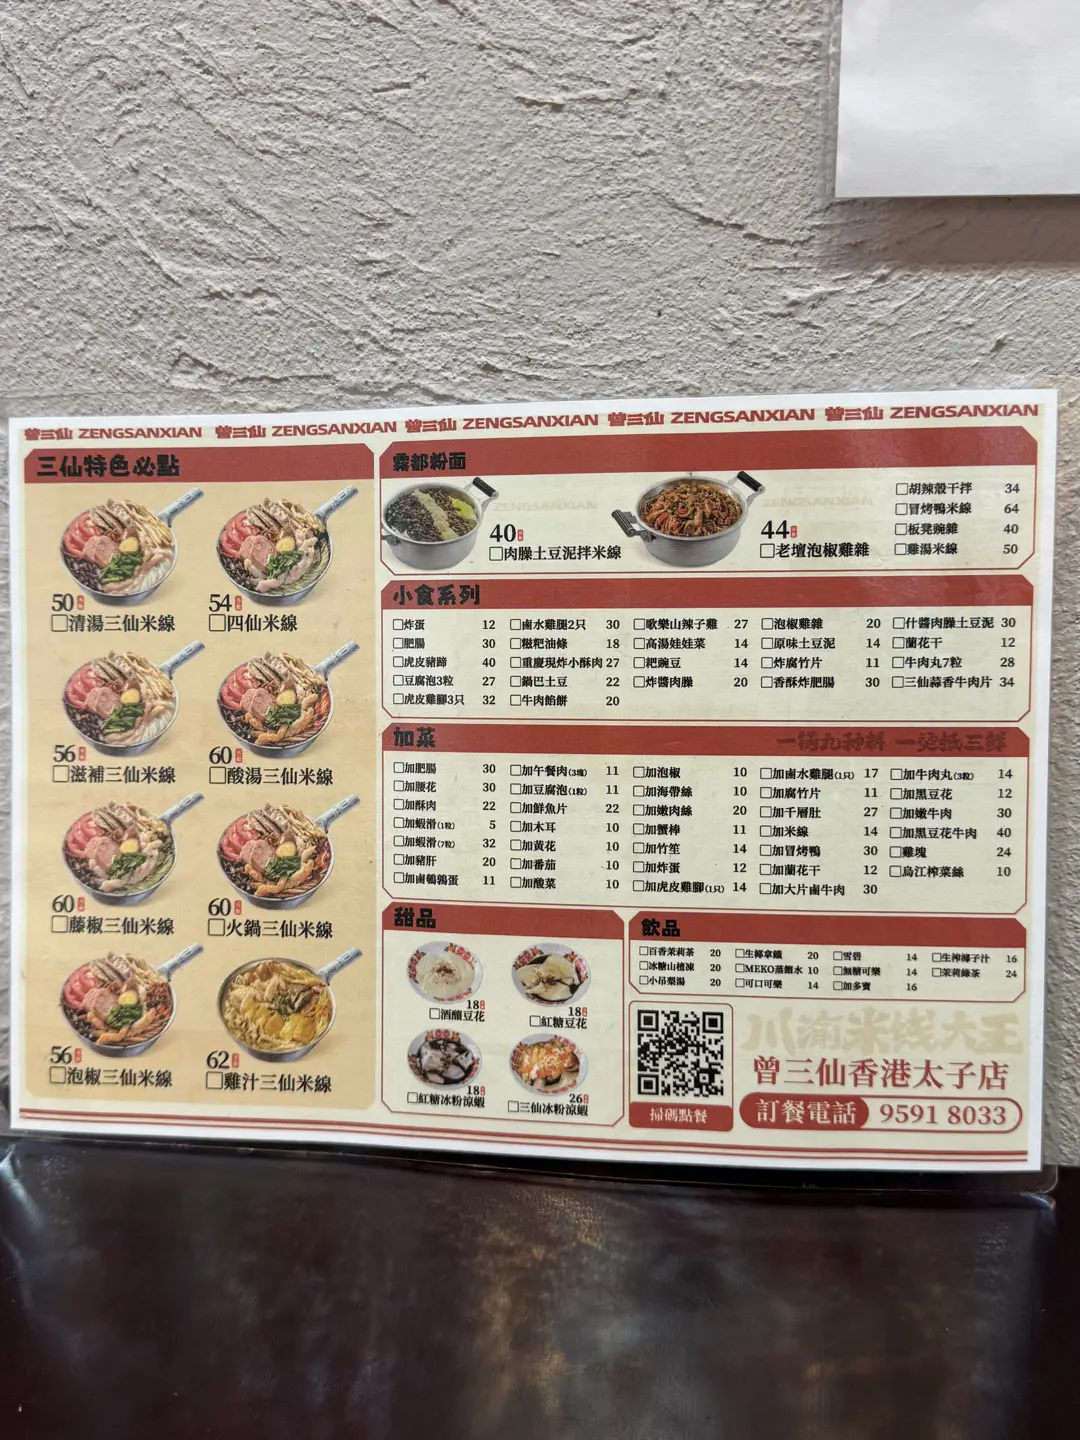 曾三仙 ZENGSANXIAN 曾三仙 ZENGSANXIAN 曾三仙 ZENGSANXIAN 曾三仙 ZENGSANXIAN 曾三仙 ZENGSANXIAN
三仙特色必點
50
□清湯三仙米線
54
□四仙米線
56
□滋補三仙米線
60
□酸湯三仙米線
60
□藤椒三仙米線
60
□火鍋三仙米線
56
□泡椒三仙米線
62
□雞汁三仙米線
霧都粉面
ZENGSANXIAN
40
□肉臊土豆泥拌米線
ZENGSANXIAN
44
□老壇泡椒雞雜
□胡辣殼干拌 34
□冒烤鴨米線 64
□板凳豌雜 40
□雞湯米線 50
小食系列
□炸蛋 12
□肥腸 30
□虎皮豬蹄 40
□豆腐泡3粒 27
□虎皮雞腳3只 32
□鹵水雞腿2只 30
□糍粑油條 18
□重慶現炸小酥肉 27
□鍋巴土豆 22
□牛肉餡餅 20
□歌樂山辣子雞 27
□高湯娃娃菜 14
□耙豌豆 14
□炸醬肉臊 20
□泡椒雞雜 20
□原味土豆泥 14
□炸腐竹片 11
□香酥炸肥腸 30
□什醬肉臊土豆泥 30
□蘭花干 12
□牛肉丸7粒 28
□三仙蒜香牛肉片 34
加菜
一锅九种料 一烫抵三鲜
□加肥腸 30
□加腰花 30
□加酥肉 22
□加蝦滑(1粒) 5
□加蝦滑(7粒) 32
□加豬肝 20
□加鹵鵪鶉蛋 11
□加午餐肉(3塊) 11
□加豆腐泡(1粒) 11
□加鮮魚片 22
□加木耳 10
□加黄花 10
□加番茄 10
□加酸菜 10
□加泡椒 10
□加海帶絲 10
□加嫩肉絲 20
□加蟹棒 11
□加竹笙 14
□加炸蛋 12
□加虎皮雞腳(1只) 14
□加鹵水雞腿(1只) 17
□加腐竹片 11
□加千層肚 27
□加米線 14
□加冒烤鴨 30
□加蘭花干 12
□加大片鹵牛肉 30
□加牛肉丸(3粒) 14
□加黑豆花 12
□加嫩牛肉 30
□加黑豆花牛肉 40
□雞塊 24
□烏江榨菜絲 10
甜品
18
□酒釀豆花
18
□紅糖豆花
18
□紅糖冰粉涼蝦
26
□三仙冰粉涼蝦
飲品
□百香茉莉茶 20
□冰糖山楂凍 20
□小吊梨湯 20
□生椰拿鐵 20
□MEKO蒸餾水 10
□可口可樂 14
□雪碧 14
□無糖可樂 14
□加多寶 16
□生榨椰子汁 16
□茉莉綠茶 24
掃碼點餐
川渝米线大王
曾三仙香港太子店
訂餐電話 9591 8033